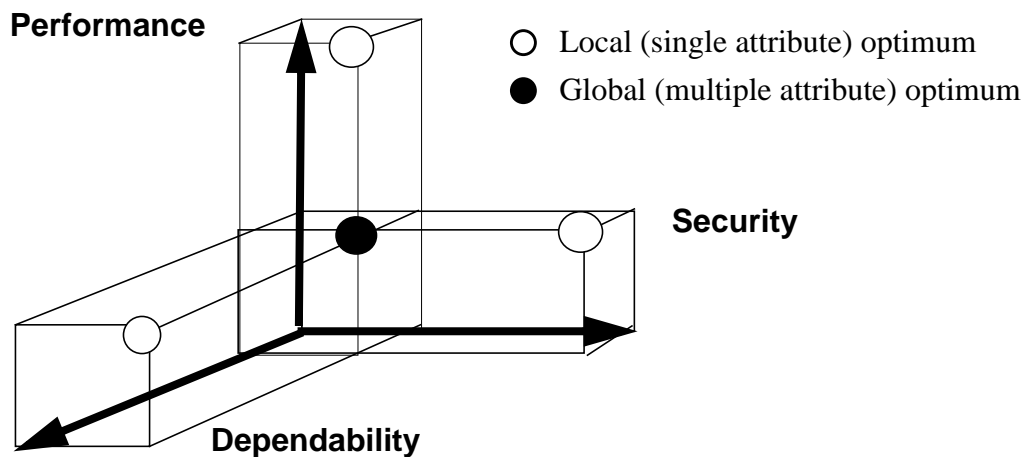 Performance
Local (single attribute) optimum
Global (multiple attribute) optimum
Security
Dependability